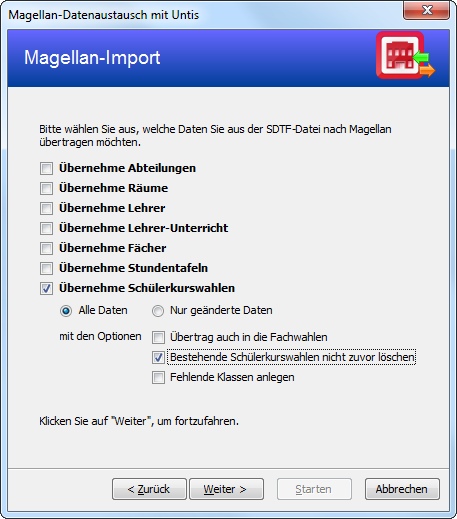 Magellan-Datenaustausch mit Untis
Magellan-Import
Bitte wählen Sie aus, welche Daten Sie aus der SDTF-Datei nach Magellan
übertragen möchten.
Übernehme Abteilungen
Übernehme Räume
Übernehme Lehrer
Übernehme Lehrer-Unterricht
Übernehme Fächer
Übernehme Stundentafeln
Übernehme Schülerkurswahlen
Alle Daten Nur geänderte Daten
mit den Optionen Übertrag auch in die Fachwahlen
Bestehende Schülerkurswahlen nicht zuvor löschen
Fehlende Klassen anlegen
Klicken Sie auf "Weiter", um fortzufahren.
< Zurück Weiter > Starten Abbrechen